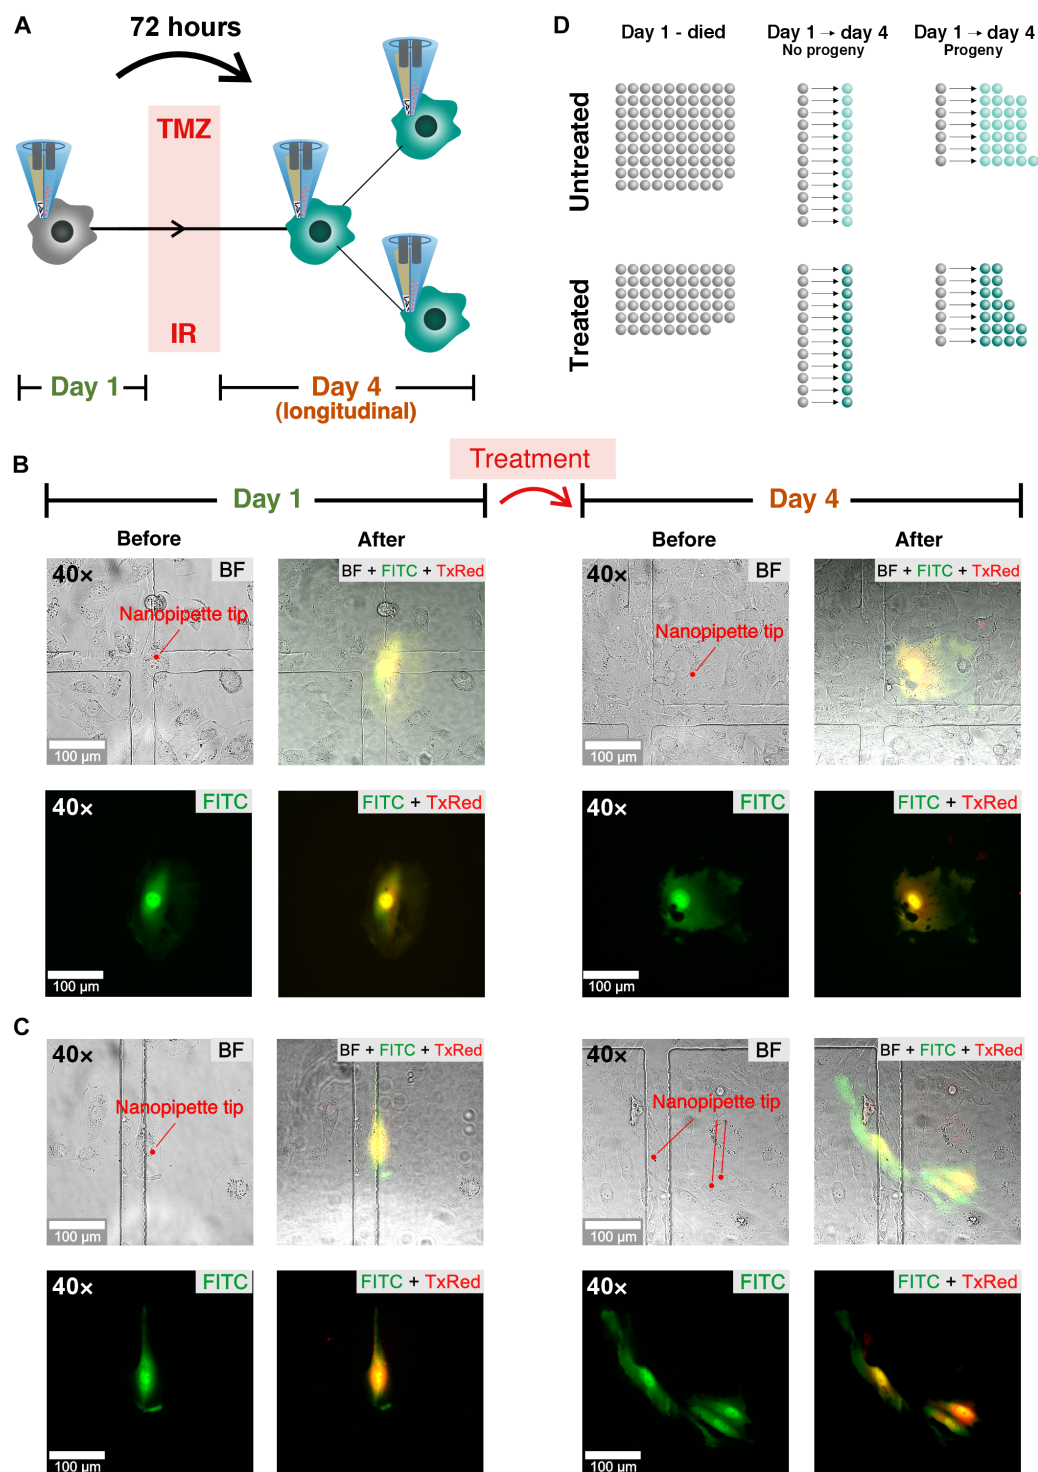 A
72 hours
TMZ
IR
Day 1
Day 4
(longitudinal)
D
Day 1 - died
Day 1 → day 4
No progeny
Day 1 → day 4
Progeny
Untreated
Treated
B
Treatment
Day 1
Day 4
Before
After
Before
After
40×
BF
Nanopipette tip
100 µm
BF + FITC + TxRed
40×
BF
Nanopipette tip
100 µm
BF + FITC + TxRed
40×
FITC
100 µm
FITC + TxRed
40×
FITC
100 µm
FITC + TxRed
C
40×
BF
Nanopipette tip
100 µm
BF + FITC + TxRed
40×
BF
Nanopipette tip
100 µm
BF + FITC + TxRed
40×
FITC
100 µm
FITC + TxRed
40×
FITC
100 µm
FITC + TxRed